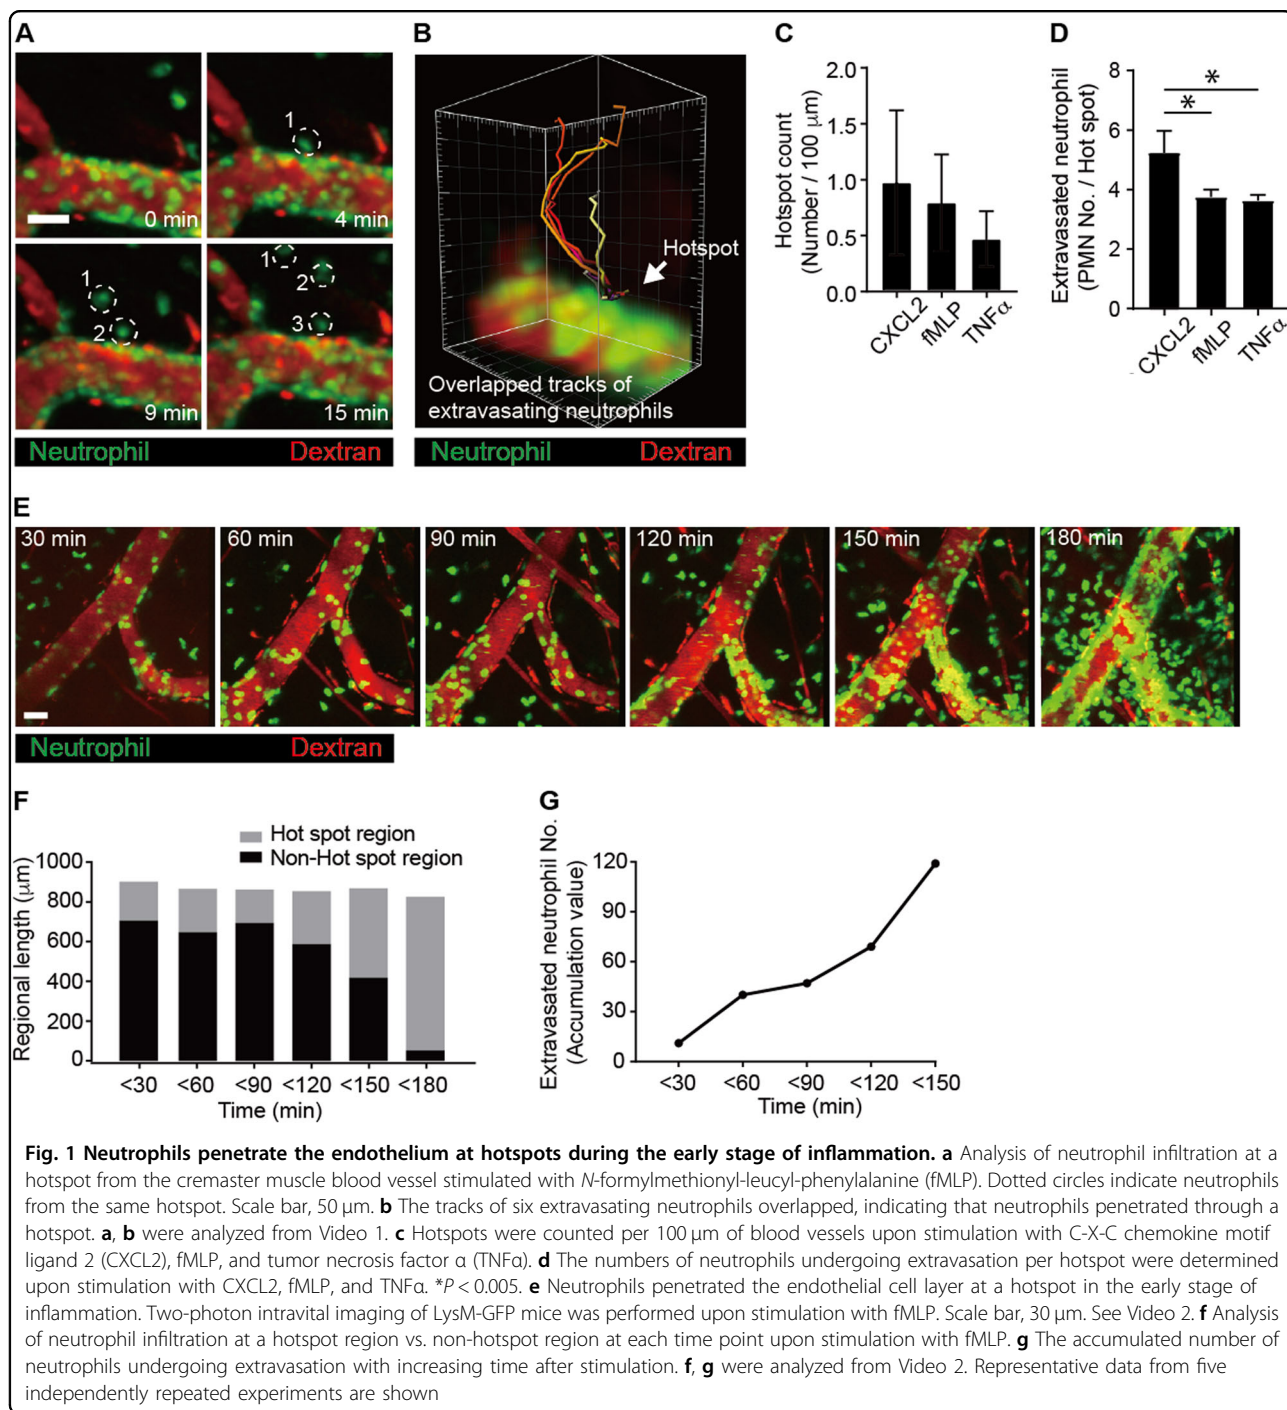 A
0 min
1
4 min
1
2
9 min
1
2
3
15 min
Neutrophil Dextran
B
Hotspot
Overlapped tracks of
extravasating neutrophils
Neutrophil Dextran
C
Hotspot count
(Number / 100 μm)
2.0
1.5
1.0
0.5
0.0
CXCL2
fMLP
TNFα
D
Extravasated neutrophil
(PMN No. / Hot spot)
8
6
4
2
0
*
*
CXCL2
fMLP
TNFα
E
30 min
60 min
90 min
120 min
150 min
180 min
Neutrophil Dextran
F
Hot spot region
Non-Hot spot region
Regional length (μm)
1000
800
600
400
200
0
<30 <60 <90 <120 <150 <180
Time (min)
G
Extravasated neutrophil No.
(Accumulation value)
120
90
60
30
0
<30 <60 <90 <120 <150
Time (min)
Fig. 1 Neutrophils penetrate the endothelium at hotspots during the early stage of inflammation. a Analysis of neutrophil infiltration at a
hotspot from the cremaster muscle blood vessel stimulated with N-formylmethionyl-leucyl-phenylalanine (fMLP). Dotted circles indicate neutrophils
from the same hotspot. Scale bar, 50 μm. b The tracks of six extravasating neutrophils overlapped, indicating that neutrophils penetrated through a
hotspot. a, b were analyzed from Video 1. c Hotspots were counted per 100 μm of blood vessels upon stimulation with C-X-C chemokine motif
ligand 2 (CXCL2), fMLP, and tumor necrosis factor α (TNFα). d The numbers of neutrophils undergoing extravasation per hotspot were determined
upon stimulation with CXCL2, fMLP, and TNFα. *P < 0.005. e Neutrophils penetrated the endothelial cell layer at a hotspot in the early stage of
inflammation. Two-photon intravital imaging of LysM-GFP mice was performed upon stimulation with fMLP. Scale bar, 30 μm. See Video 2. f Analysis
of neutrophil infiltration at a hotspot region vs. non-hotspot region at each time point upon stimulation with fMLP. g The accumulated number of
neutrophils undergoing extravasation with increasing time after stimulation. f, g were analyzed from Video 2. Representative data from five
independently repeated experiments are shown